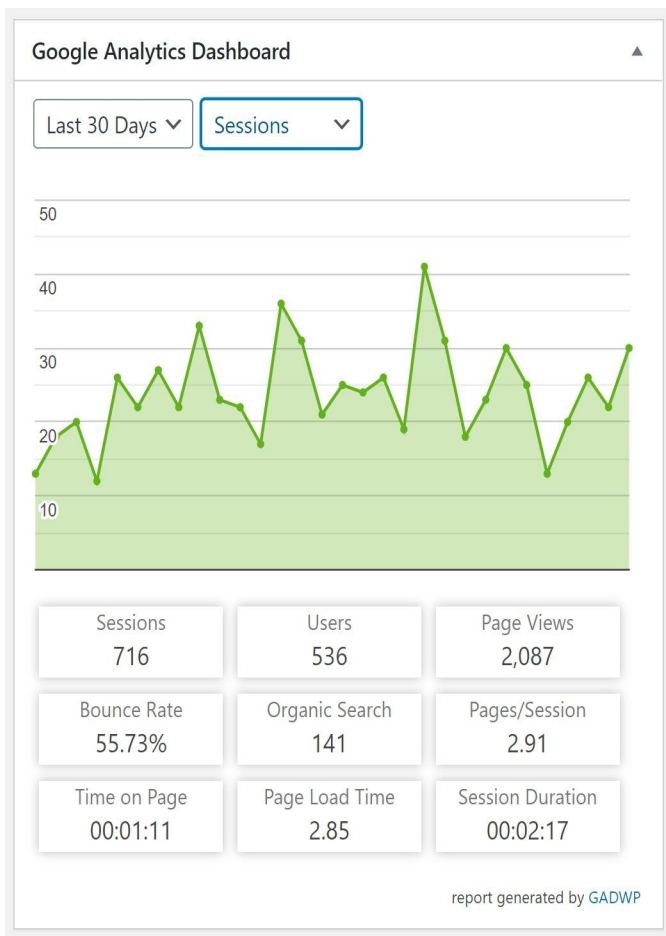 Google Analytics Dashboard
Last 30 Days
Sessions
50
40
30
20
10
Sessions
Users
Page Views
716
536
2,087
Bounce Rate
Organic Search
Pages/Session
55.73%
141
2.91
Time on Page
Page Load Time
Session Duration
00:01:11
2.85
00:02:17
report generated by GADWP